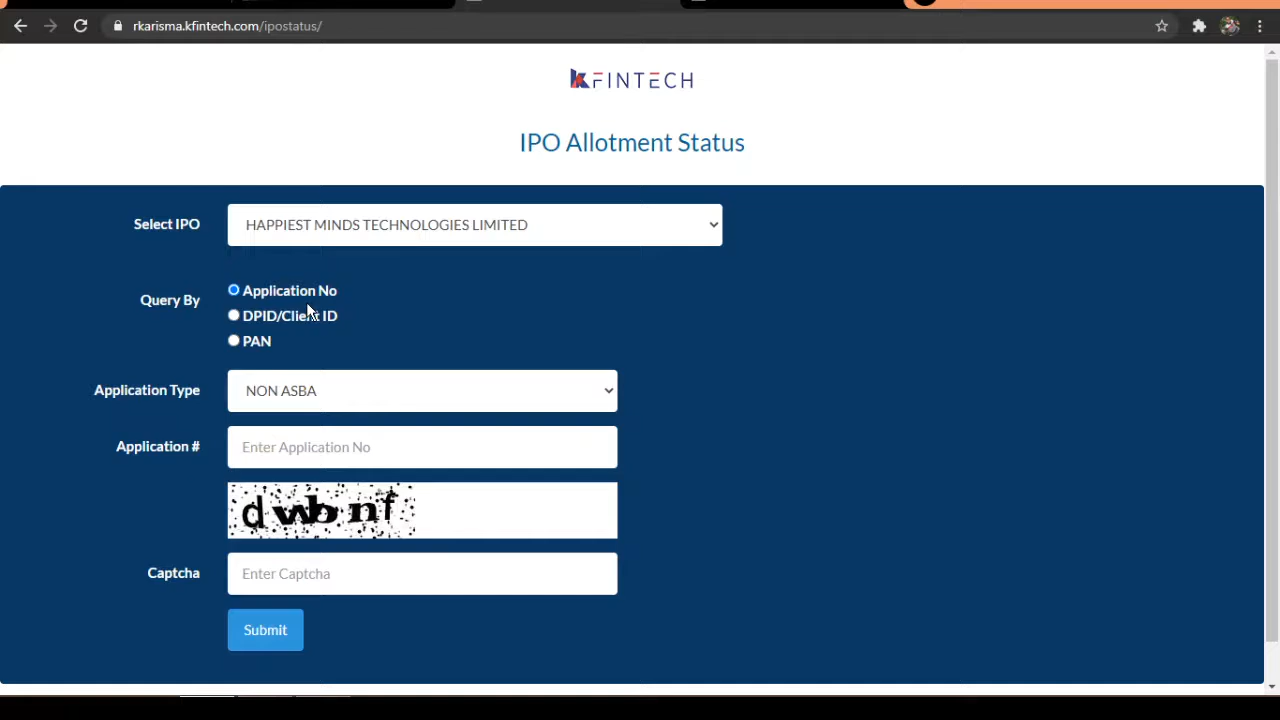 rkarisma.kfintech.com/ipostatus/
KFINTECH
IPO Allotment Status
Select IPO HAPPIEST MINDS TECHNOLOGIES LIMITED
Query By
Application No
DPID/Client ID
PAN
Application Type NON ASBA
Application # Enter Application No
dwbnf
Captcha Enter Captcha
Submit